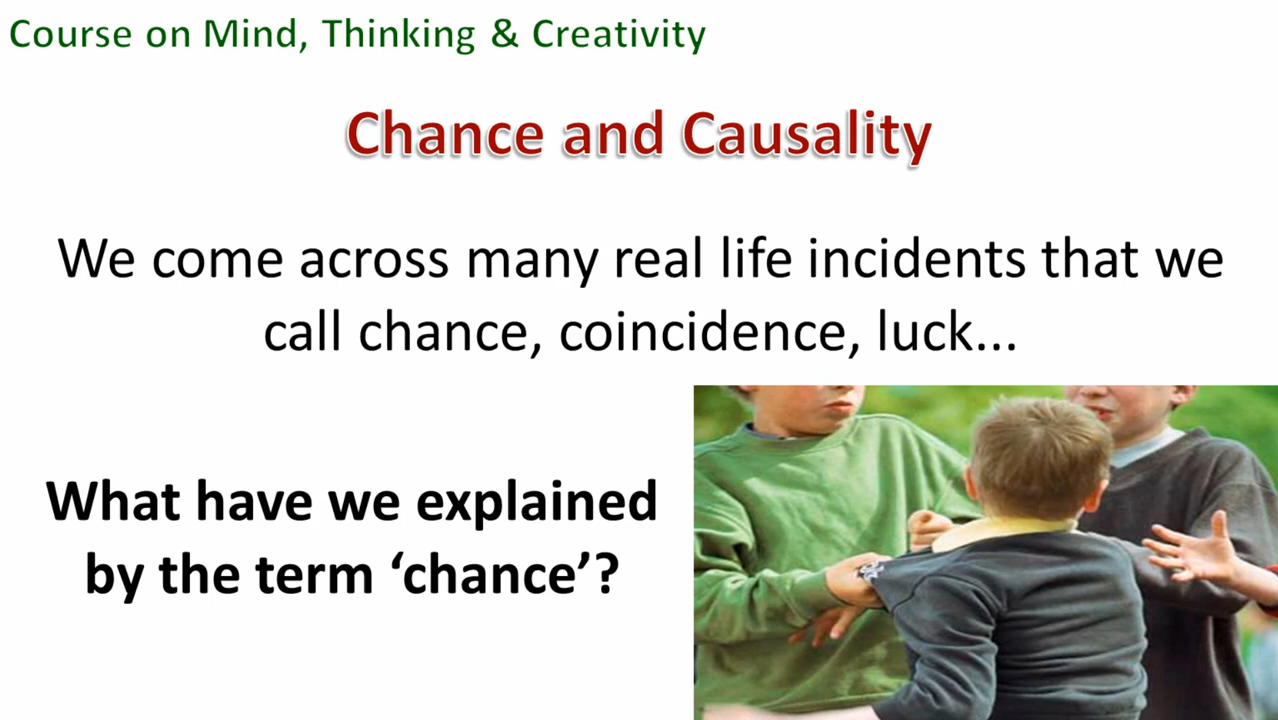 Course on Mind, Thinking & Creativity
Chance and Causality
We come across many real life incidents that we
call chance, coincidence, luck...
What have we explained
by the term ‘chance’?